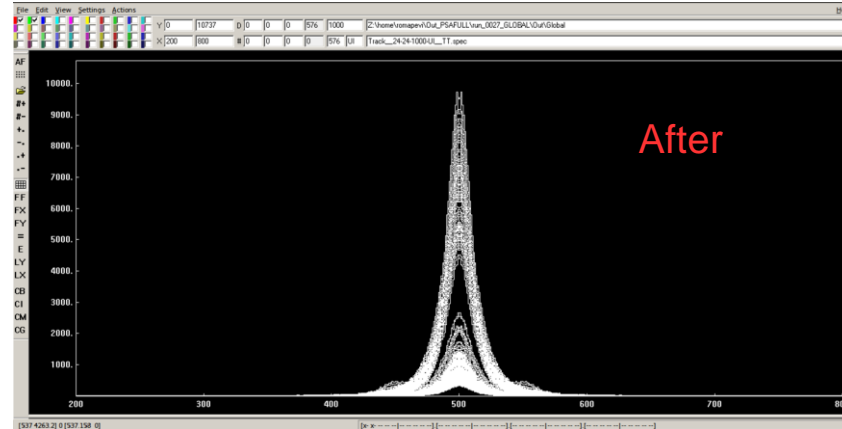 File Edit View Settings Actions
Y 0 10737 D 0 0 0 576 1000 Z:\home\romapevi\Out_PSAFULL\run_0027_GLOBAL\Out\Global
X 200 800 # 0 0 0 0 576 UI Track__24-24-1000-UI__TT.spec
AF
#+
#-
+.
-.
.+
.-
FF
FX
FY
=
E
LY
LX
CB
CI
CM
CG
After
10000.
9000.
8000.
7000.
6000.
5000.
4000.
3000.
2000.
1000.
200 300 400 500 600 700
[537 4263.2] 0 [537.158 0]